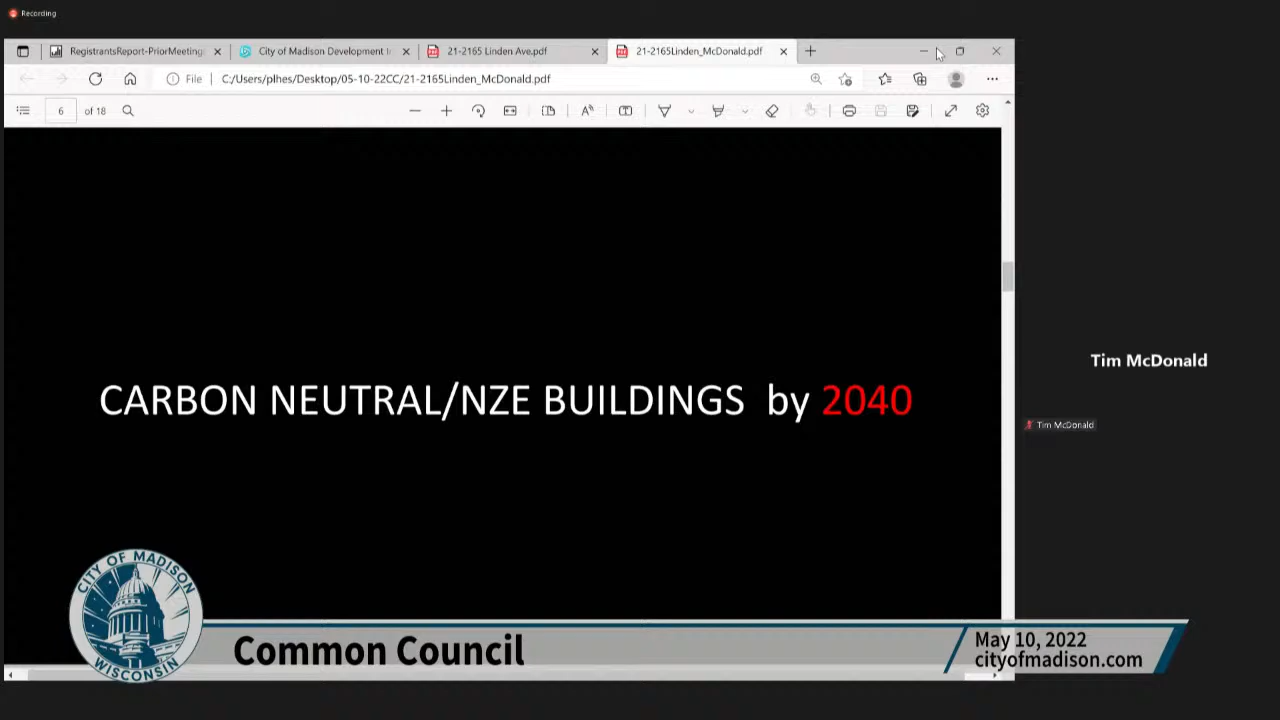 Recording
RegistrantsReport-PriorMeeting
City of Madison Development I
21-2165 Linden Ave.pdf
21-2165Linden_McDonald.pdf
File
C:/Users/plhes/Desktop/05-10-22CC/21-2165Linden_McDonald.pdf
6 of 18
CARBON NEUTRAL/NZE BUILDINGS by 2040
Tim McDonald
Tim McDonald
CITY OF MADISON
WISCONSIN
Common Council
May 10, 2022
cityofmadison.com